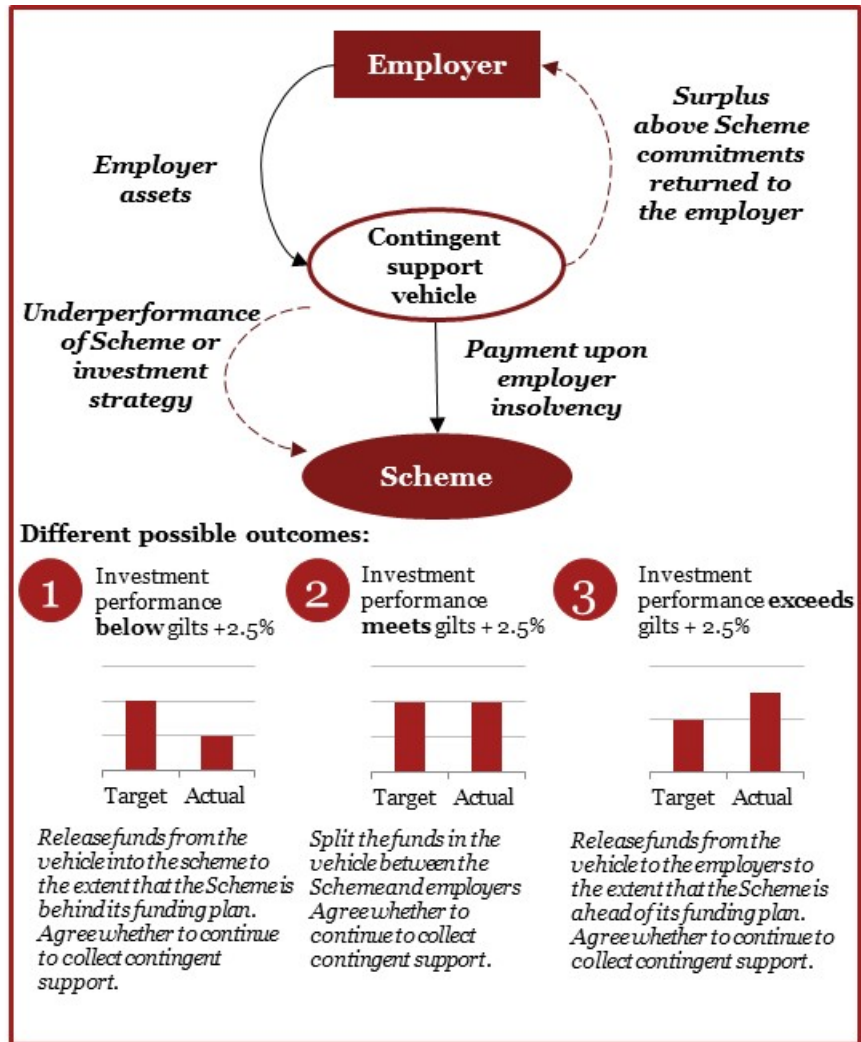 Employer
Surplus
above Scheme
commitments
returned to
the employer
Employer
assets
Contingent
support
vehicle
Underperformance
of Scheme or
investment
strategy
Payment upon
employer
insolvency
Scheme
Different possible outcomes:
1
Investment
performance
below gilts +2.5%
2
Investment
performance
meets gilts + 2.5%
3
Investment
performance exceeds
gilts + 2.5%
Target Actual
Target Actual
Target Actual
Release funds from the
vehicle into the scheme to
the extent that the Scheme is
behind its funding plan.
Agree whether to continue
to collect contingent
support.
Split the funds in the
vehicle between the
Scheme and employers
Agree whether to
continue to collect
contingent support.
Release funds from the
vehicle to the employers to
the extent that the Scheme is
ahead of its funding plan.
Agree whether to continue to
collect contingent support.